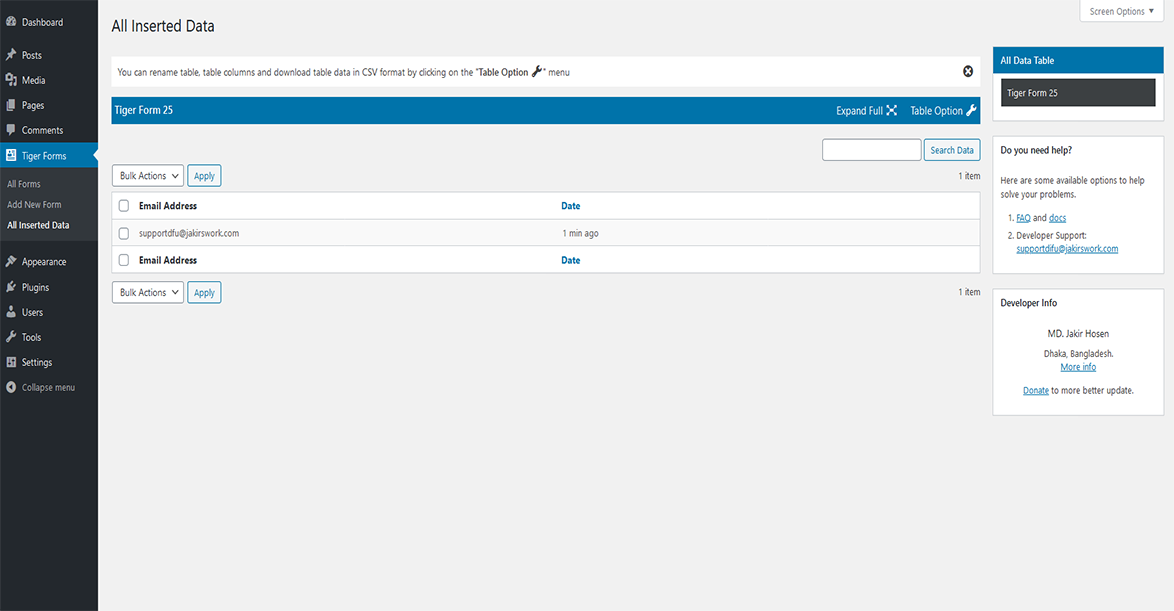 Dashboard
Posts
Media
Pages
Comments
Tiger Forms
All Forms
Add New Form
All Inserted Data
Appearance
Plugins
Users
Tools
Settings
Collapse menu
Screen Options ▼
All Inserted Data
You can rename table, table columns and download table data in CSV format by clicking on the "Table Option " menu
Tiger Form 25 Expand Full Table Option
Search Data
Bulk Actions Apply 1 item
Email Address Date
supportdfu@jakirswork.com 1 min ago
Email Address Date
Bulk Actions Apply 1 item
All Data Table
Tiger Form 25
Do you need help?
Here are some available options to help
solve your problems.
1. FAQ and docs
2. Developer Support:
supportdifu@jakirswork.com
Developer Info
MD. Jakir Hosen
Dhaka, Bangladesh.
More info
Donate to more better update.